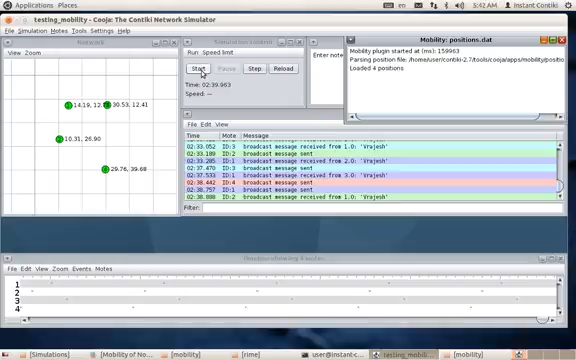 Applications Places
en
5:42 AM Instant Contiki
testing_mobility - Cooja: The Contiki Network Simulator
File Simulation Motes Tools Settings Help
Network
View Zoom
30.53, 12.41
10.31, 26.90
29.76, 39.68
Simulation control
Run Speed limit
Start Pause Step Reload
Time: 02:39.963
Speed: ---
Enter note
Mobility: positions.dat
Mobility plugin started at (ms): 159963
Parsing position file: /home/user/contiki-2.7/tools/cooja/apps/mobility/positio
Loaded 4 positions
File Edit View
Time Mote Message
02:33.052 ID:3 broadcast message received from 1.0: 'Vrajesh'
02:33.189 ID:2 broadcast message sent
02:33.285 ID:1 broadcast message received from 2.0: 'Vrajesh'
02:37.470 ID:3 broadcast message sent
02:37.533 ID:1 broadcast message received from 3.0: 'Vrajesh'
02:38.442 ID:4 broadcast message sent
02:38.757 ID:1 broadcast message sent
02:38.888 ID:2 broadcast message received from 1.0: 'Vrajesh'
Filter:
File Edit View Zoom Events Motes
1
2
3
4
[Simulations] [Mobility of No... [mobility] [rime] user@instant-c... testing_mobili... [mobility]